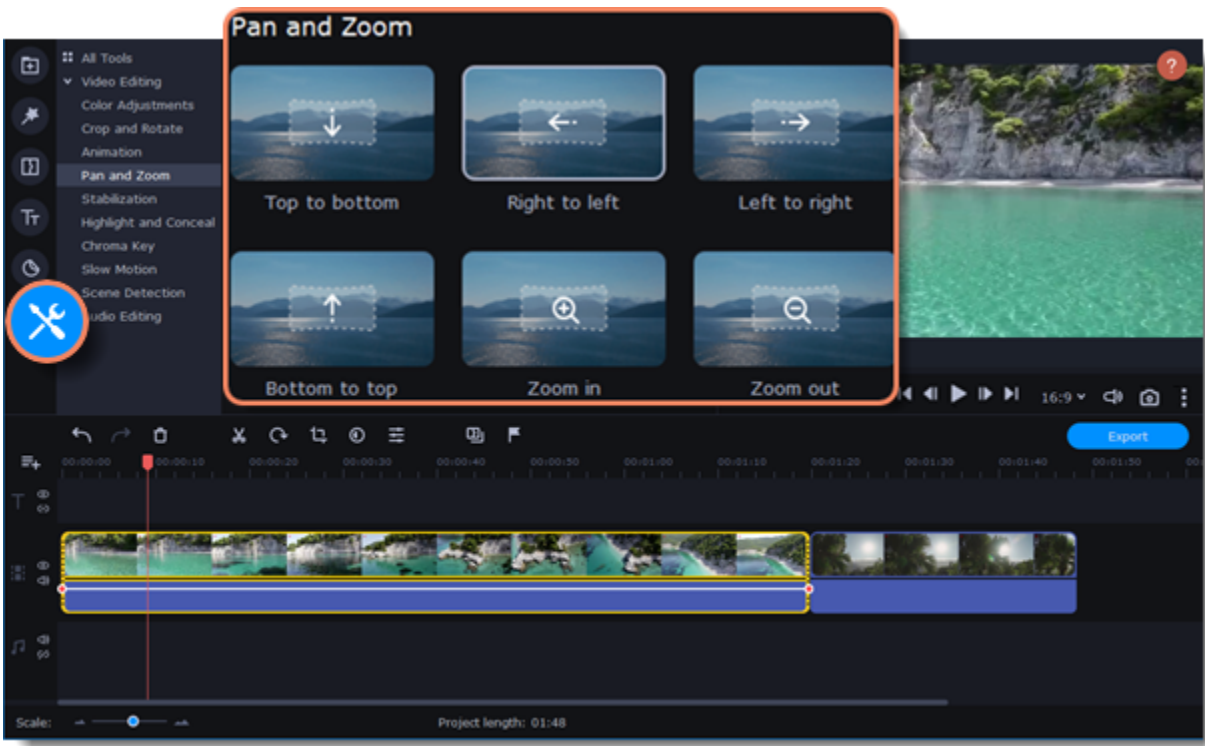 Pan and Zoom
All Tools
Video Editing
Color Adjustments
Crop and Rotate
Animation
Pan and Zoom
Stabilization
Highlight and Conceal
Chroma Key
Slow Motion
Scene Detection
udio Editing
Top to bottom
Right to left
Left to right
Bottom to top
Zoom in
Zoom out
?
16:9
Export
00:00:00 00:00:10 00:00:20 00:00:30 00:00:40 00:00:50 00:01:00 00:01:10 00:01:20 00:01:30 00:01:40 00:01:50 00:
Scale:
Project length: 01:48